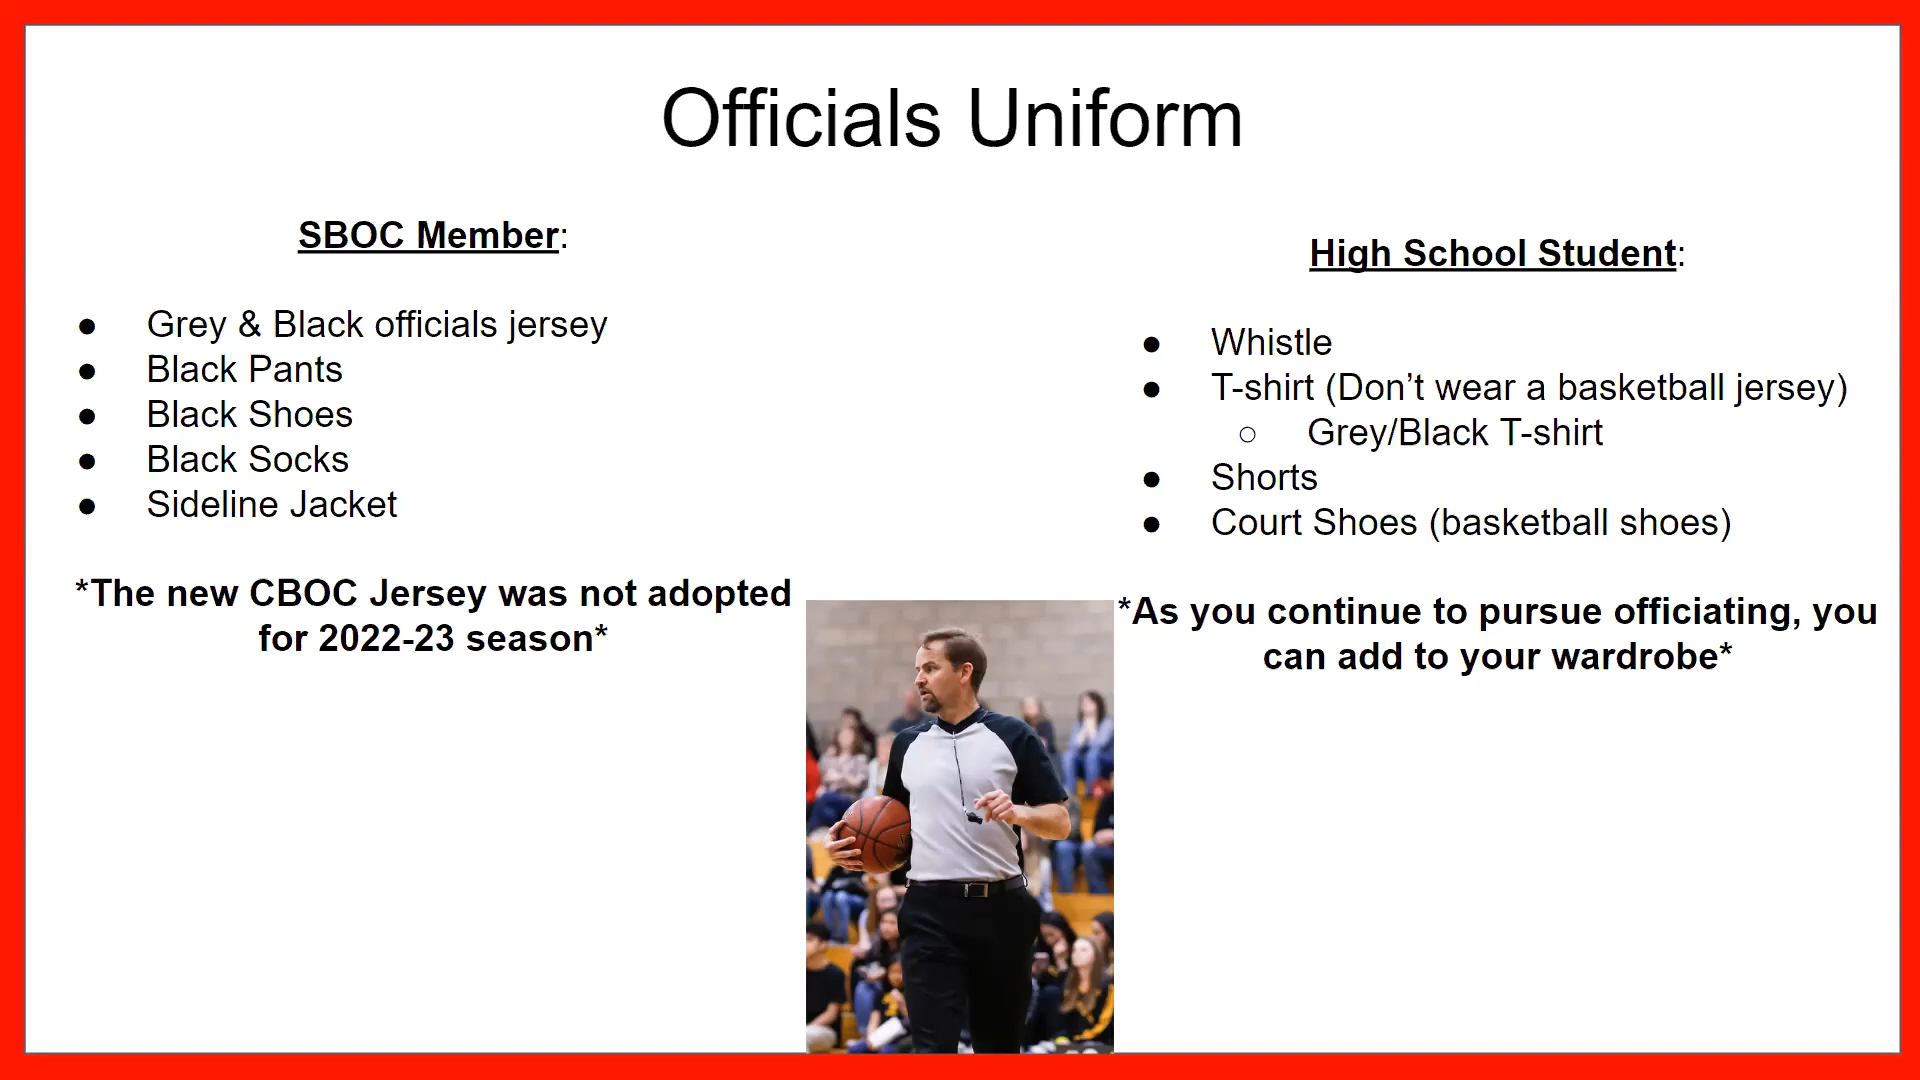 Officials Uniform
SBOC Member:
● Grey & Black officials jersey
● Black Pants
● Black Shoes
● Black Socks
● Sideline Jacket
*The new CBOC Jersey was not adopted
for 2022-23 season*
High School Student:
● Whistle
● T-shirt (Don’t wear a basketball jersey)
○ Grey/Black T-shirt
● Shorts
● Court Shoes (basketball shoes)
*As you continue to pursue officiating, you
can add to your wardrobe*